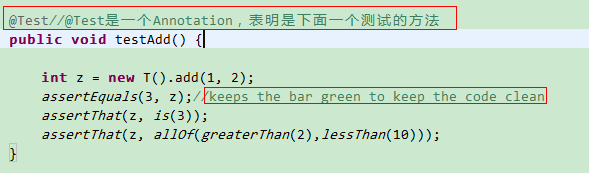 @Test//@Test是一个Annotation，表明是下面一个测试的方法
public void testAdd() {
int z = new T().add(1, 2);
assertEquals(3, z);//keeps the bar green to keep the code clean
assertThat(z, is(3));
assertThat(z, allOf(greaterThan(2),lessThan(10)));
}